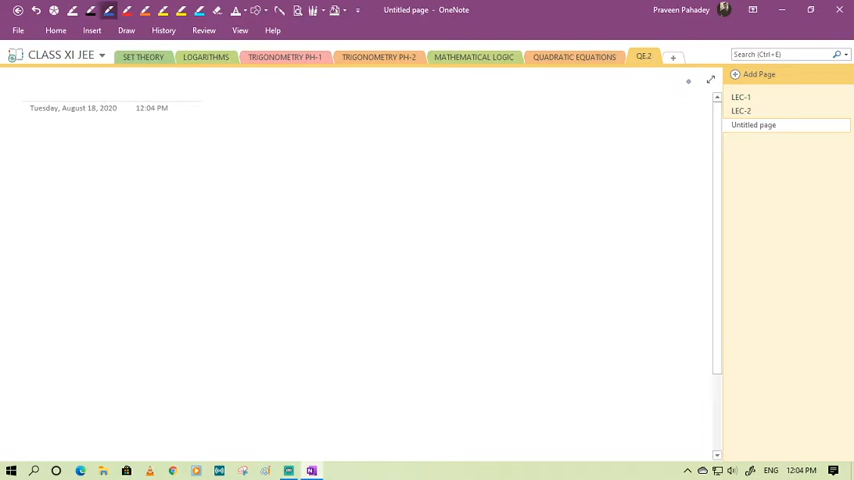 Untitled page - OneNote
Praveen Pahadey
File Home Insert Draw History Review View Help
CLASS XI JEE
SET THEORY LOGARITHMS TRIGONOMETRY PH-1 TRIGONOMETRY PH-2 MATHEMATICAL LOGIC QUADRATIC EQUATIONS QE.2
Search (Ctrl+E)
Add Page
LEC-1
LEC-2
Untitled page
Tuesday, August 18, 2020 12:04 PM
ENG 12:04 PM